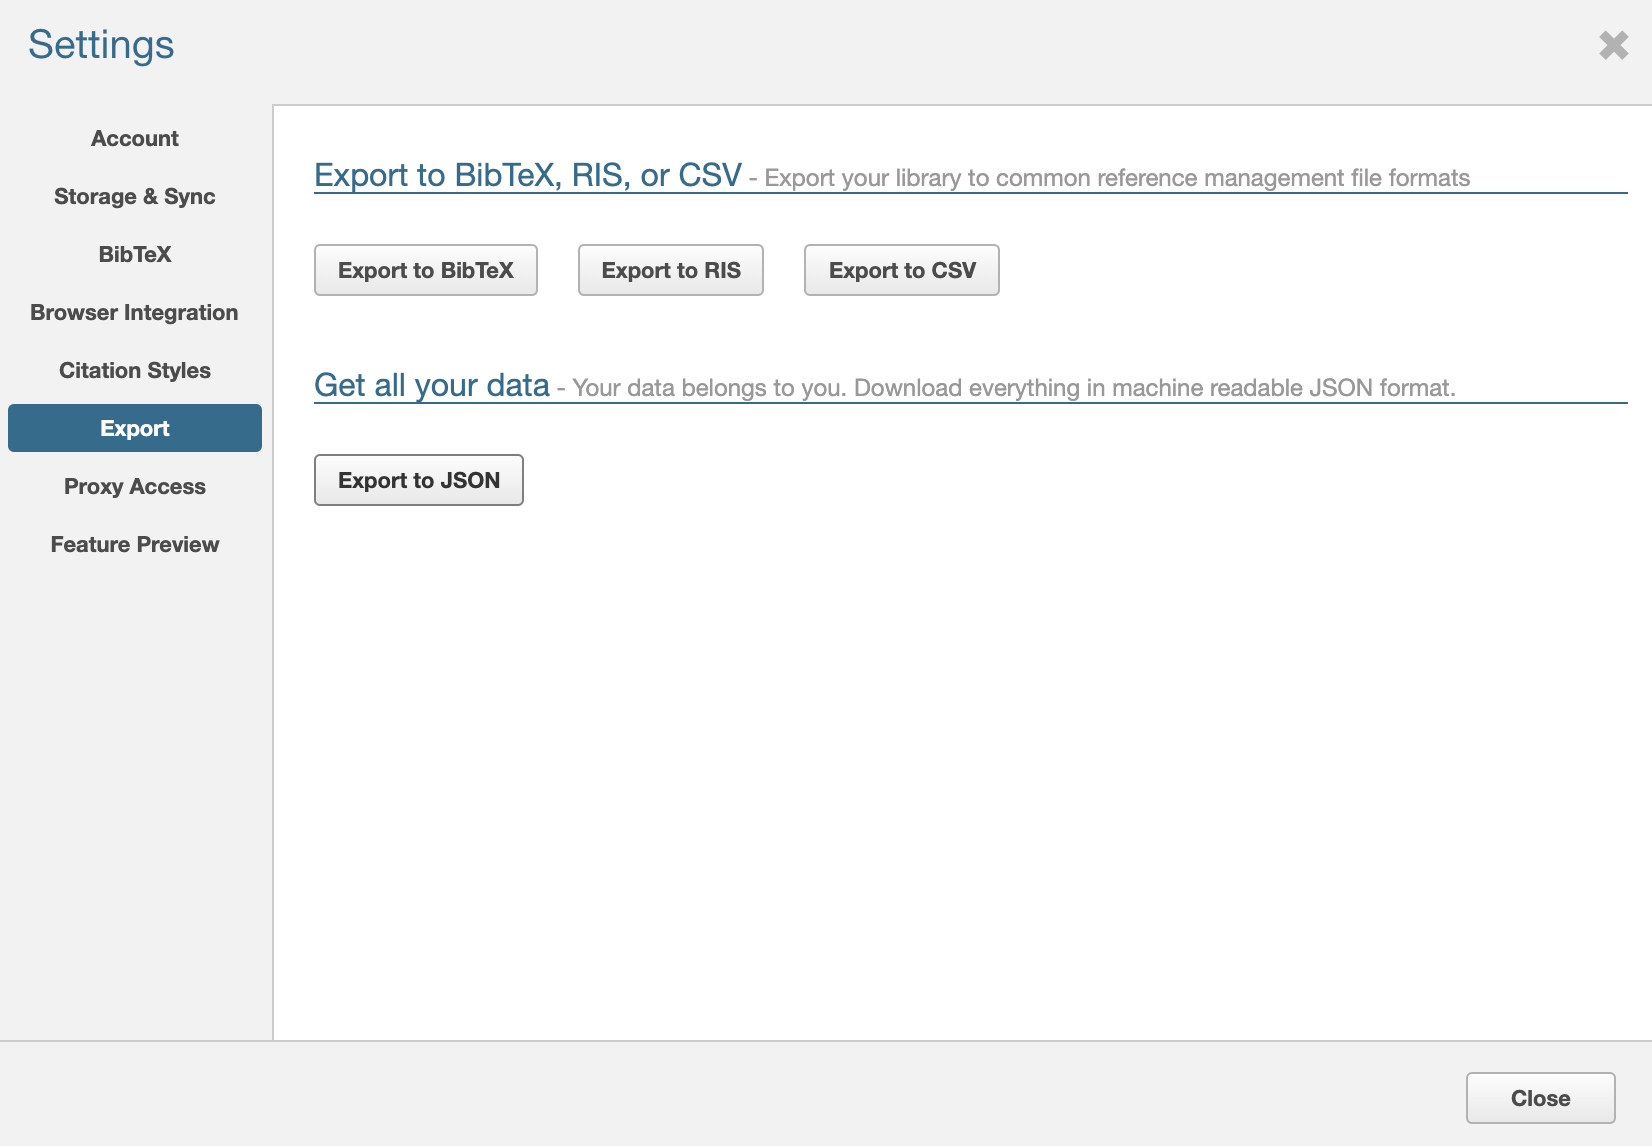 Settings
Account
Storage & Sync
BibTeX
Browser Integration
Citation Styles
Export
Proxy Access
Feature Preview
Export to BibTeX, RIS, or CSV - Export your library to common reference management file formats
Export to BibTeX
Export to RIS
Export to CSV
Get all your data - Your data belongs to you. Download everything in machine readable JSON format.
Export to JSON
Close